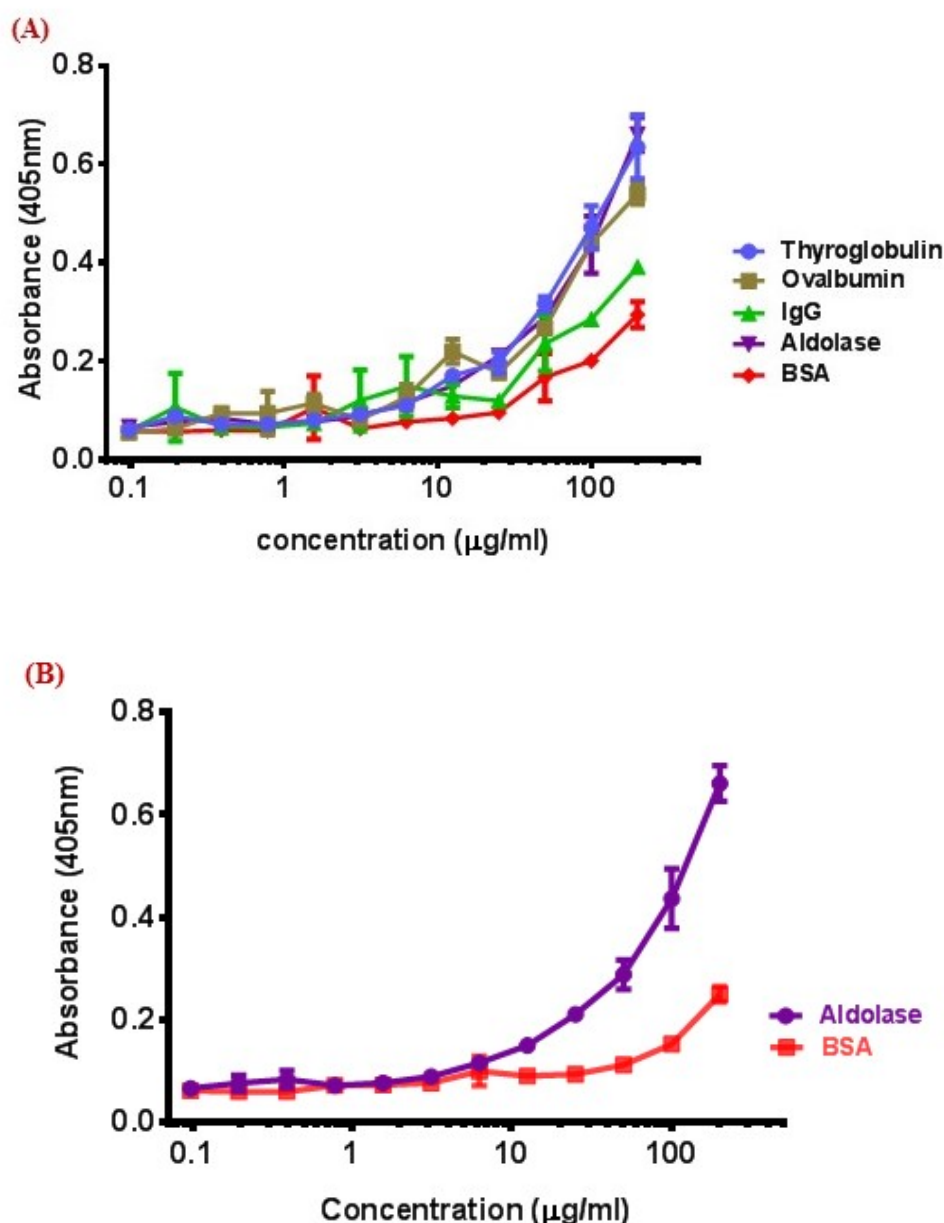 (A)
0.8
0.6
0.4
0.2
0.0
Absorbance (405nm)
0.1 1 10 100
concentration (μg/ml)
Thyroglobulin
Ovalbumin
IgG
Aldolase
BSA
(B)
0.8
0.6
0.4
0.2
0.0
Absorbance (405nm)
0.1 1 10 100
Concentration (μg/ml)
Aldolase
BSA